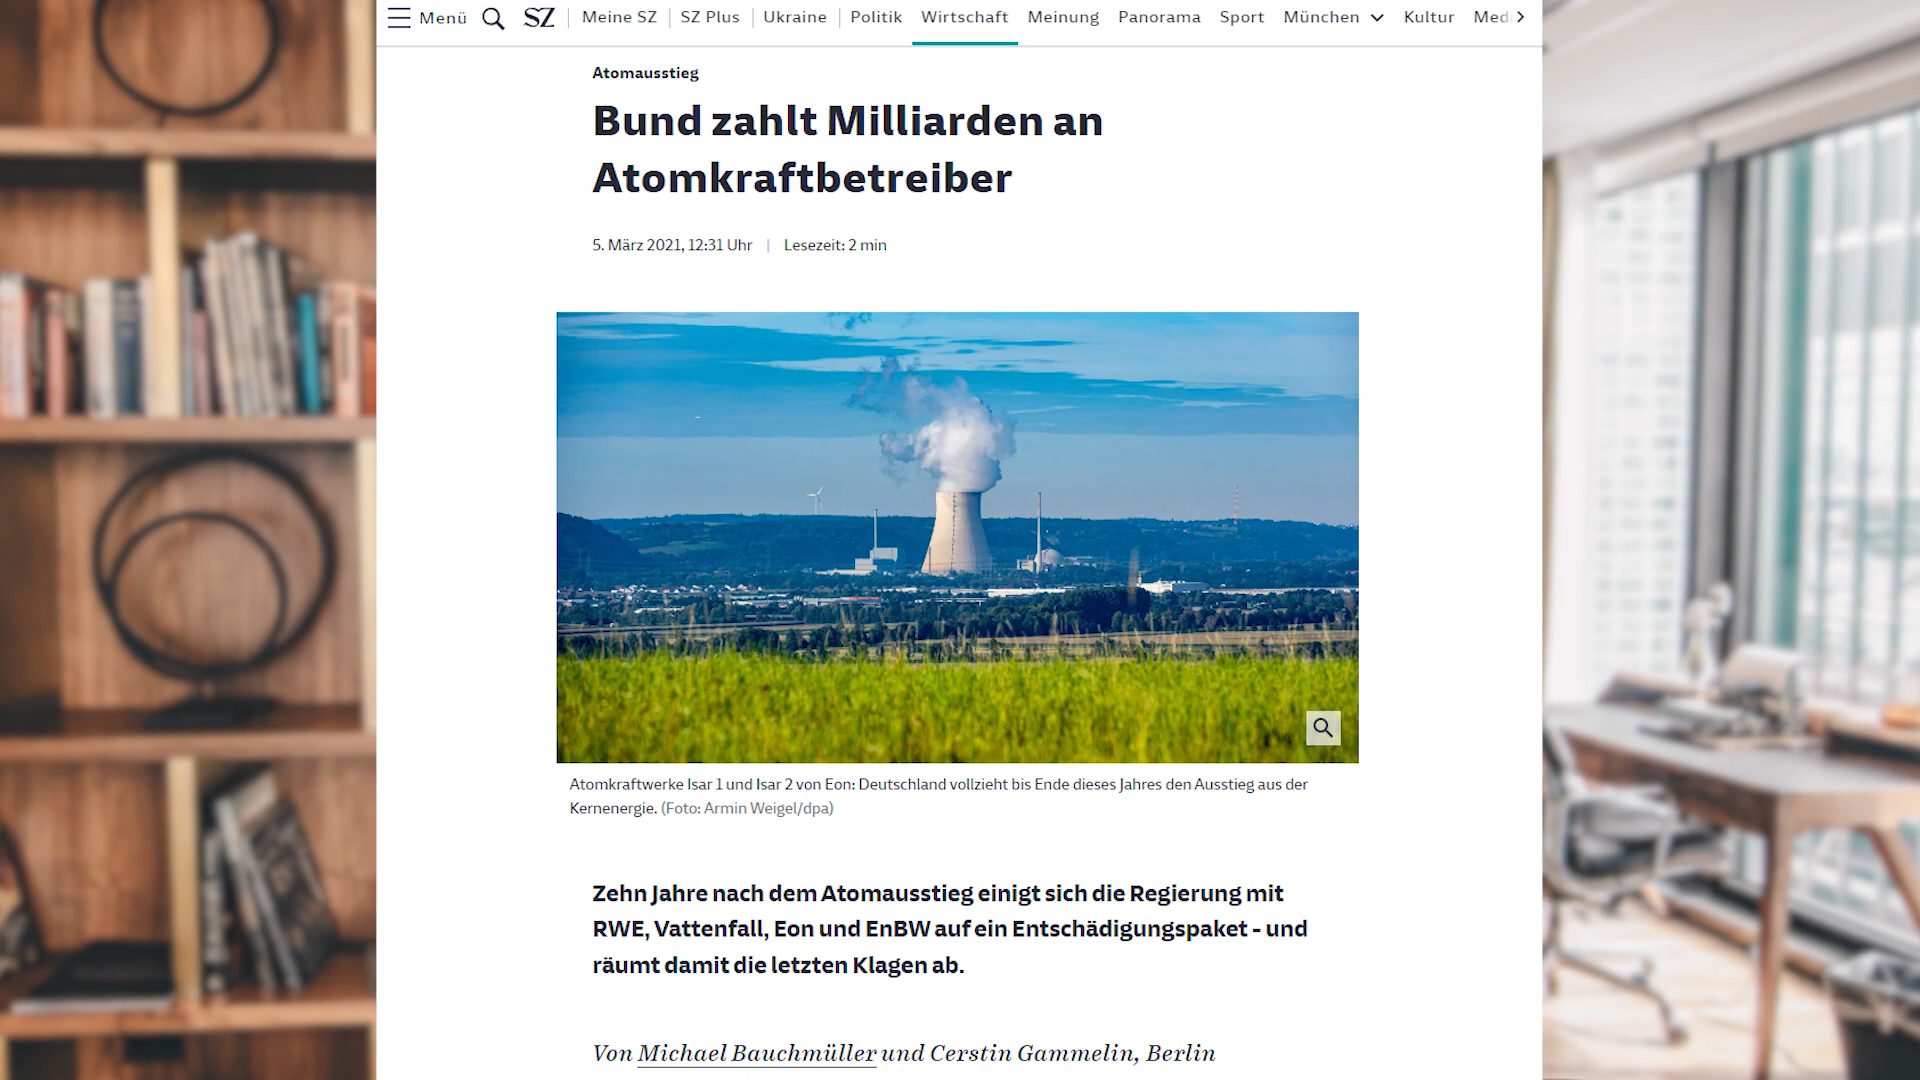 Menü SZ Meine SZ SZ Plus Ukraine Politik Wirtschaft Meinung Panorama Sport München Kultur
Atomausstieg
Bund zahlt Milliarden an
Atomkraftbetreiber
5. März 2021, 12:31 Uhr | Lesezeit: 2 min
Atomkraftwerke Isar 1 und Isar 2 von Eon: Deutschland vollzieht bis Ende dieses Jahres den Ausstieg aus der
Kernenergie. (Foto: Armin Weigel/dpa)
Zehn Jahre nach dem Atomausstieg einigt sich die Regierung mit
RWE, Vattenfall, Eon und EnBW auf ein Entschädigungspaket - und
räumt damit die letzten Klagen ab.
Von Michael Bauchmüller und Cerstin Gammelin, Berlin